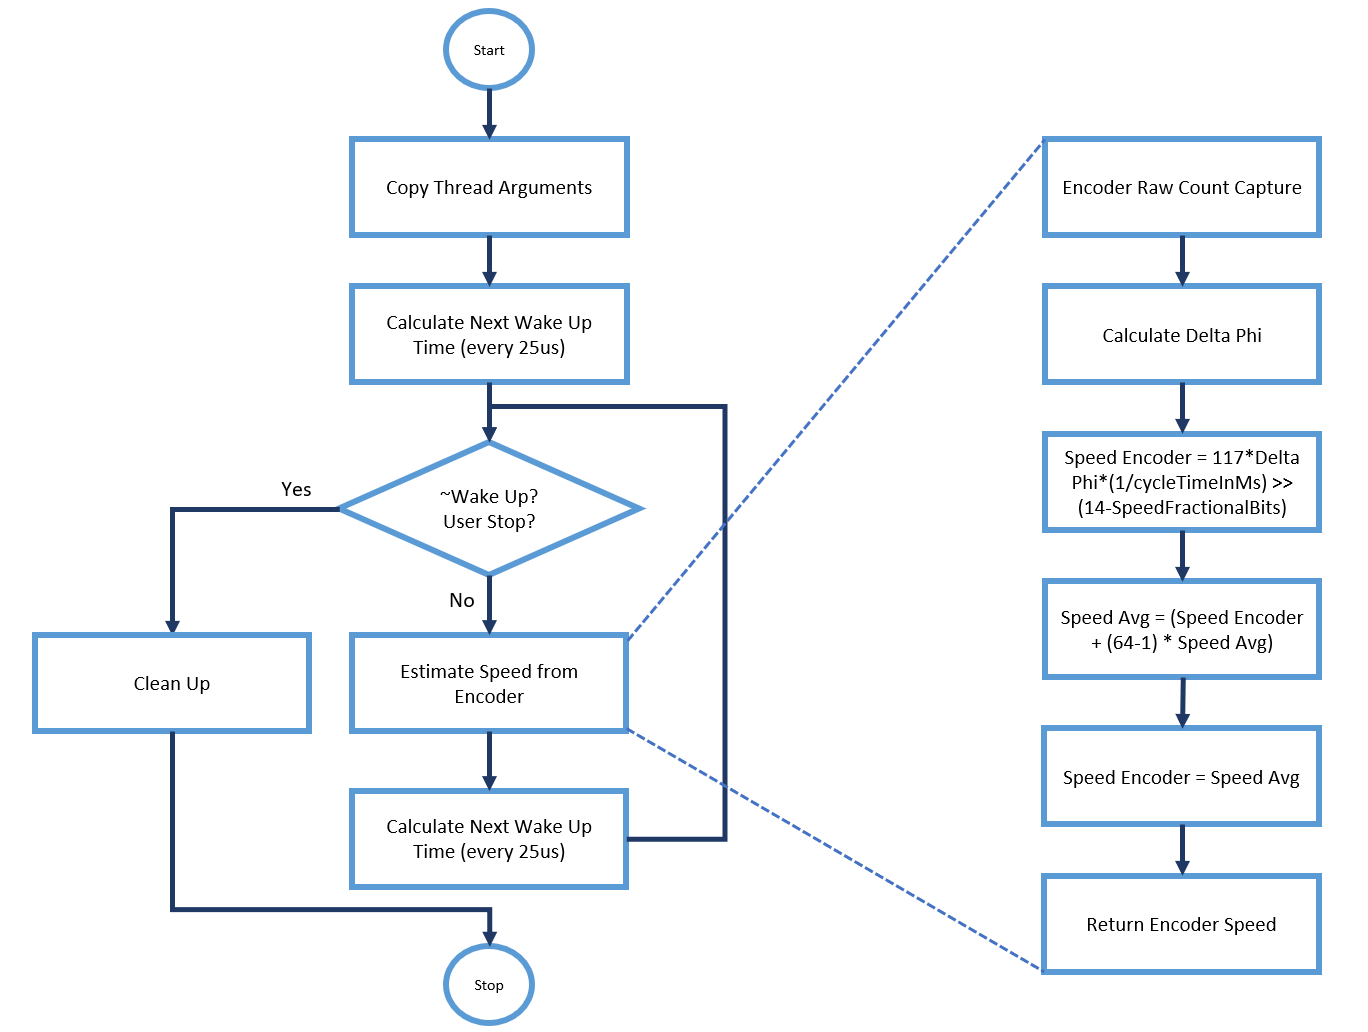 Start
Copy Thread Arguments
Calculate Next Wake Up
Time (every 25us)
~Wake Up?
User Stop?
Yes
No
Clean Up
Estimate Speed from
Encoder
Calculate Next Wake Up
Time (every 25us)
Stop
Encoder Raw Count Capture
Calculate Delta Phi
Speed Encoder = 117*Delta
Phi*(1/cycleTimeInMs) >>
(14-SpeedFractionalBits)
Speed Avg = (Speed Encoder
+ (64-1) * Speed Avg)
Speed Encoder = Speed Avg
Return Encoder Speed